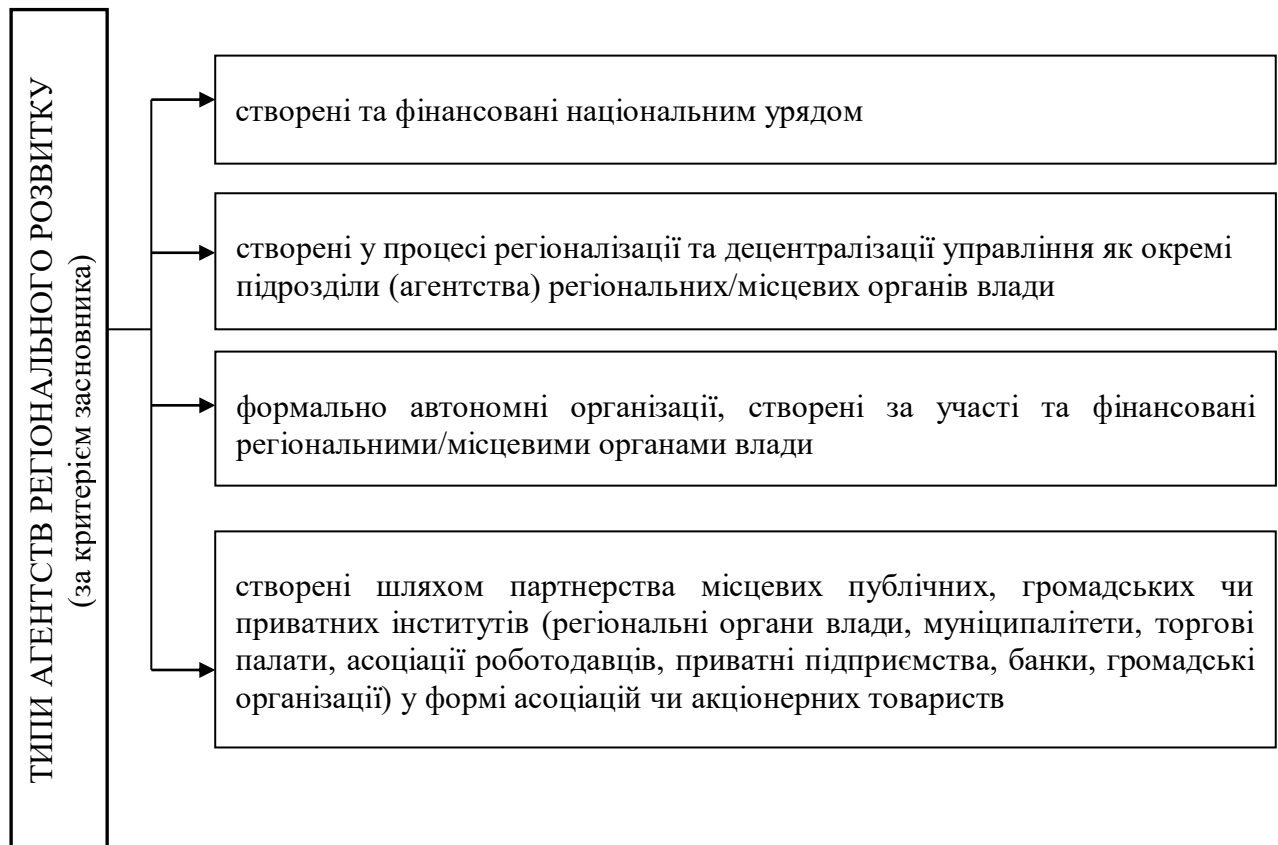 ТИПИ АГЕНТСТВ РЕГІОНАЛЬНОГО РОЗВИТКУ
(за критерієм засновника)
створені та фінансовані національним урядом
створені у процесі регіоналізації та децентралізації управління як окремі
підрозділи (агентства) регіональних/місцевих органів влади
формально автономні організації, створені за участі та фінансовані
регіональними/місцевими органами влади
створені шляхом партнерства місцевих публічних, громадських чи
приватних інститутів (регіональні органи влади, муніципалітети, торгові
палати, асоціації роботодавців, приватні підприємства, банки, громадські
організації) у формі асоціацій чи акціонерних товариств